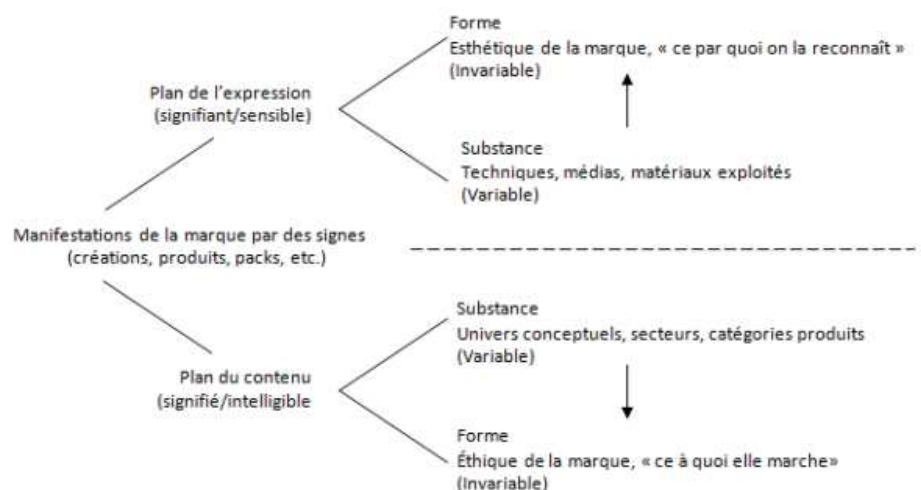 Forme
Esthétique de la marque, « ce par quoi on la reconnaît »
(Invariable)
Plan de l'expression
(signifiant/sensible)
Substance
Techniques, médias, matériaux exploités
(Variable)
Manifestations de la marque par des signes
(créations, produits, packs, etc.)
Substance
Univers conceptuels, secteurs, catégories produits
(Variable)
Plan du contenu
(signifié/intelligible
Forme
Éthique de la marque, « ce à quoi elle marche»
(Invariable)